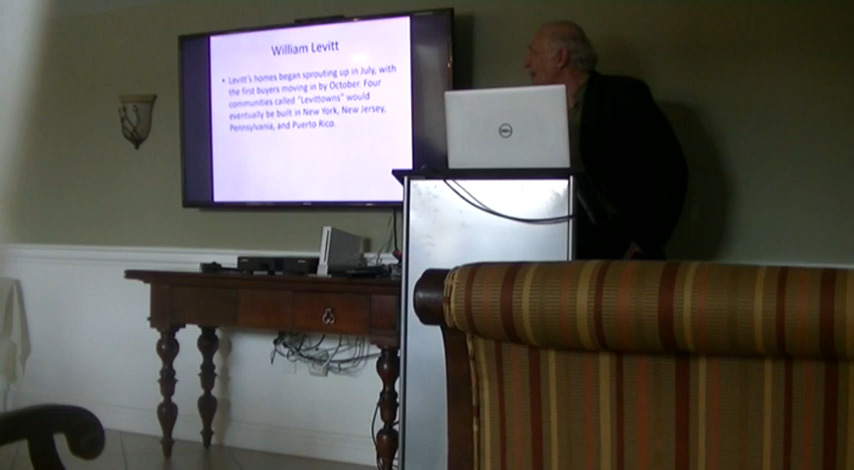 William Levitt
• Levitt's homes began sprouting up in July, with
the first buyers moving in by October. Four
communities called "Levittowns" would
eventually be built in New York, New Jersey,
Pennsylvania, and Puerto Rico.
DELL